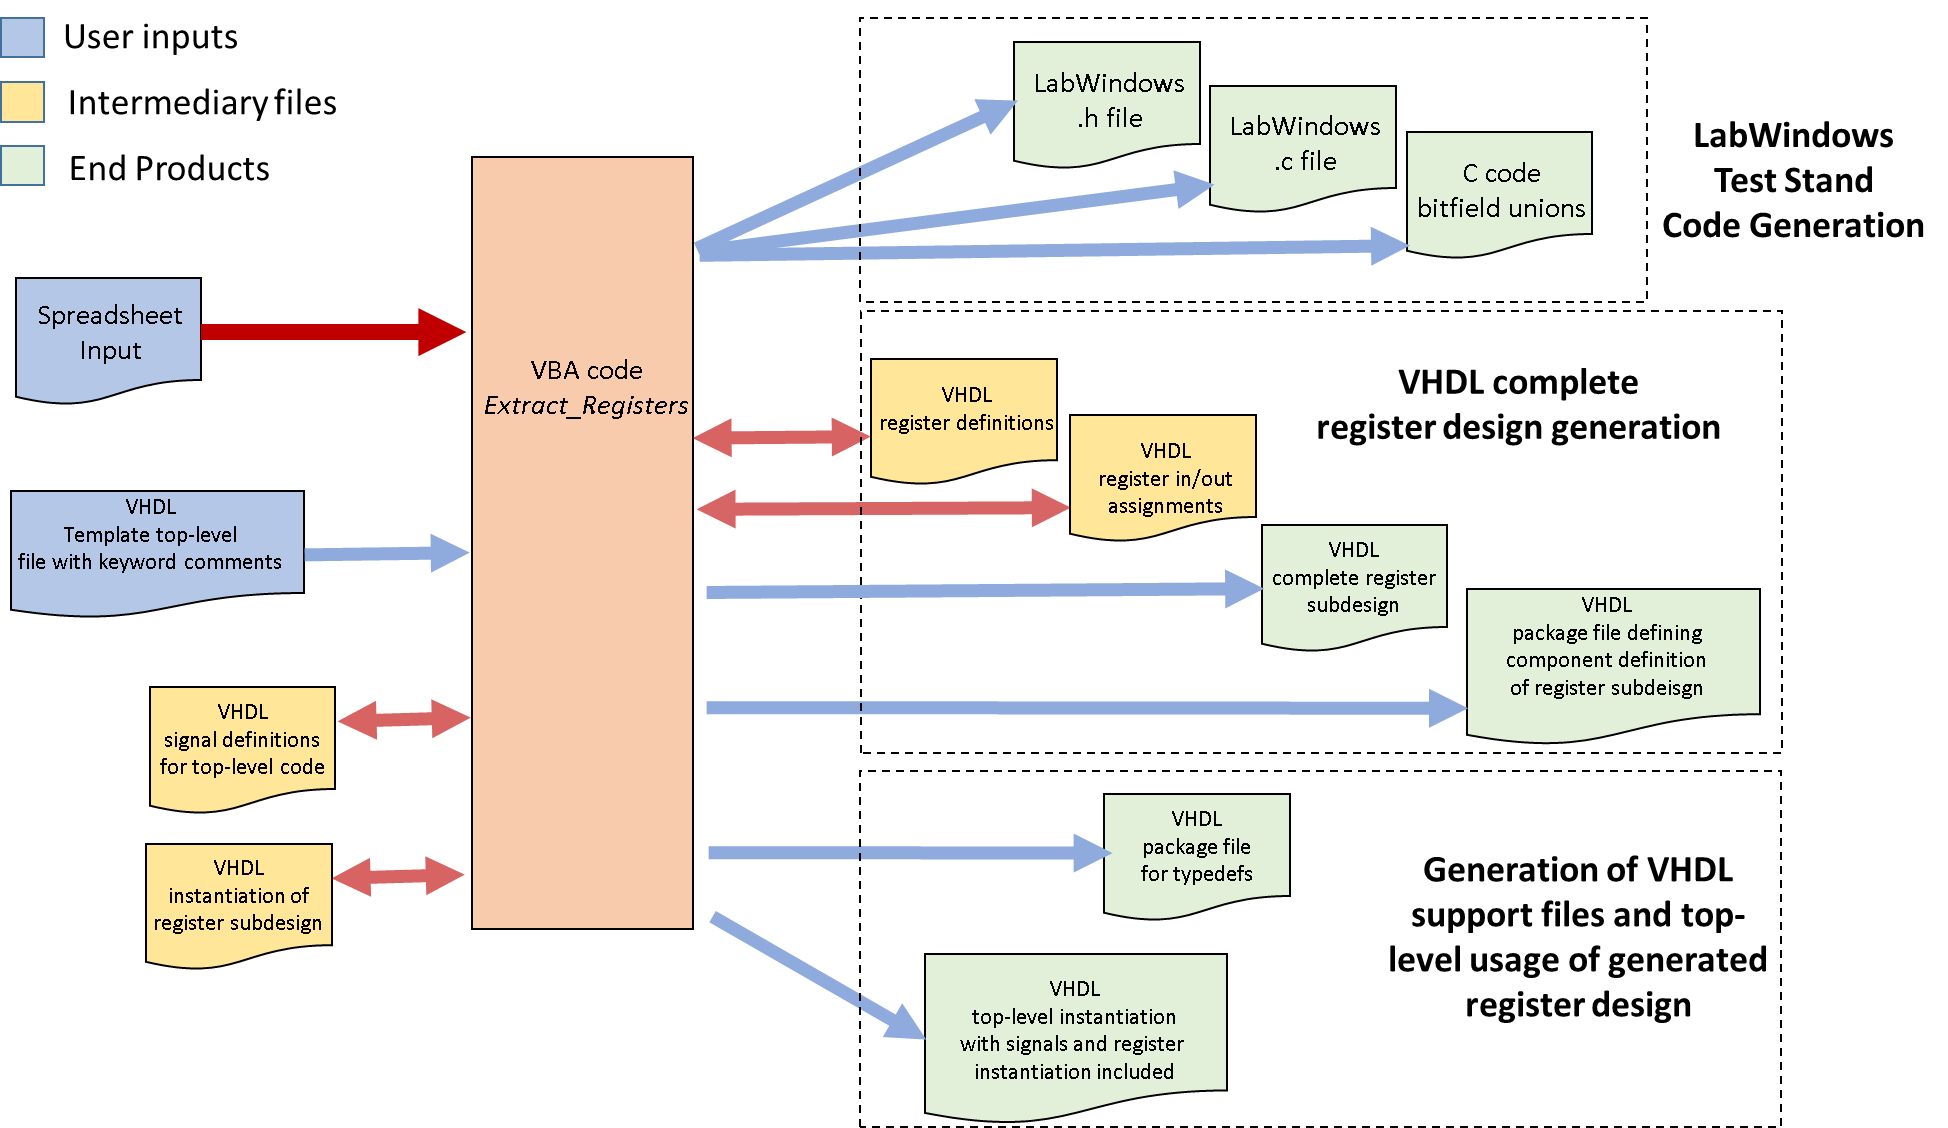 User inputs
Intermediary files
End Products
LabWindows
.h file
LabWindows
.c file
C code
bitfield unions
LabWindows
Test Stand
Code Generation
Spreadsheet
Input
VBA code
Extract_Registers
VHDL
register definitions
VHDL
register in/out
assignments
VHDL complete
register design generation
VHDL
Template top-level
file with keyword comments
VHDL
complete register
subdesign
VHDL
package file defining
component definition
of register subdeisgn
VHDL
signal definitions
for top-level code
VHDL
instantiation of
register subdesign
VHDL
package file
for typedefs
VHDL
top-level instantiation
with signals and register
instantiation included
Generation of VHDL
support files and top-
level usage of generated
register design